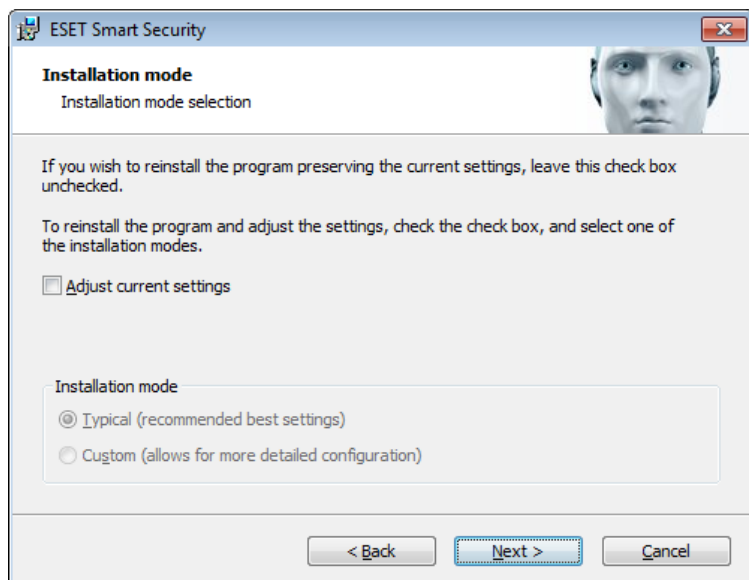 ESET Smart Security
Installation mode
Installation mode selection
If you wish to reinstall the program preserving the current settings, leave this check box
unchecked.
To reinstall the program and adjust the settings, check the check box, and select one of
the installation modes.
Adjust current settings
Installation mode
Typical (recommended best settings)
Custom (allows for more detailed configuration)
< Back Next > Cancel